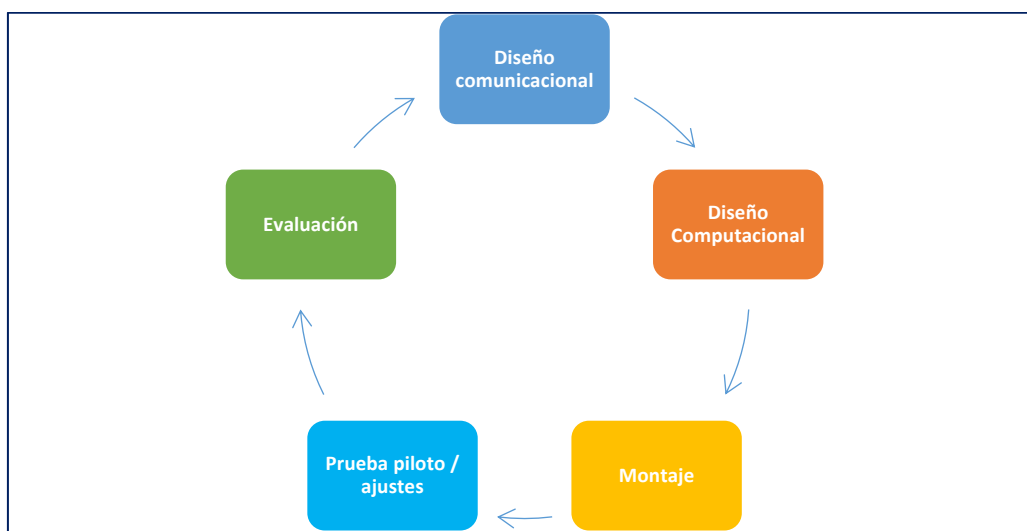 Diseño
comunicacional
Diseño
Computacional
Montaje
Prueba piloto /
ajustes
Evaluación